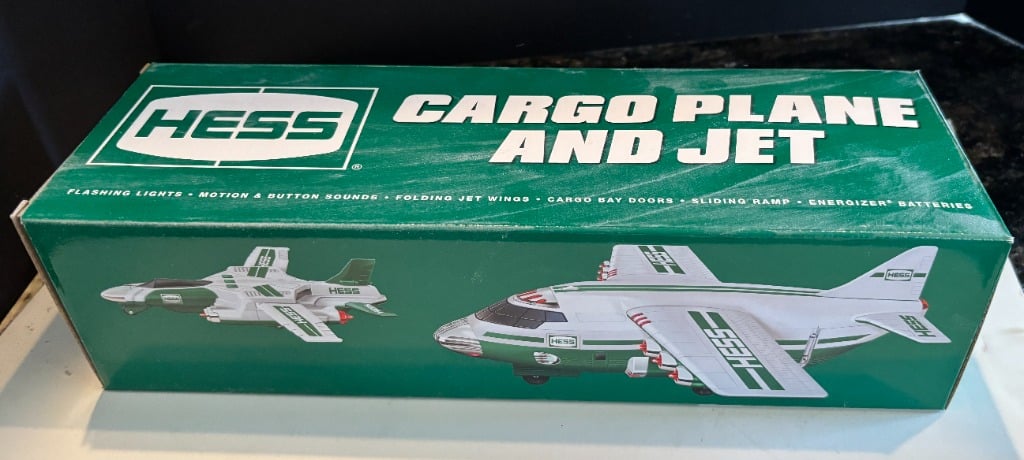 HESS
®
CARGO PLANE
AND JET
FLASHING LIGHTS • MOTION & BUTTON SOUNDS • FOLDING JET WINGS • CARGO BAY DOORS • SLIDING RAMP • ENERGIZER® BATTERIES
HESS
HESS
HESS
HESS
HESS
HESS
HESS
HESS